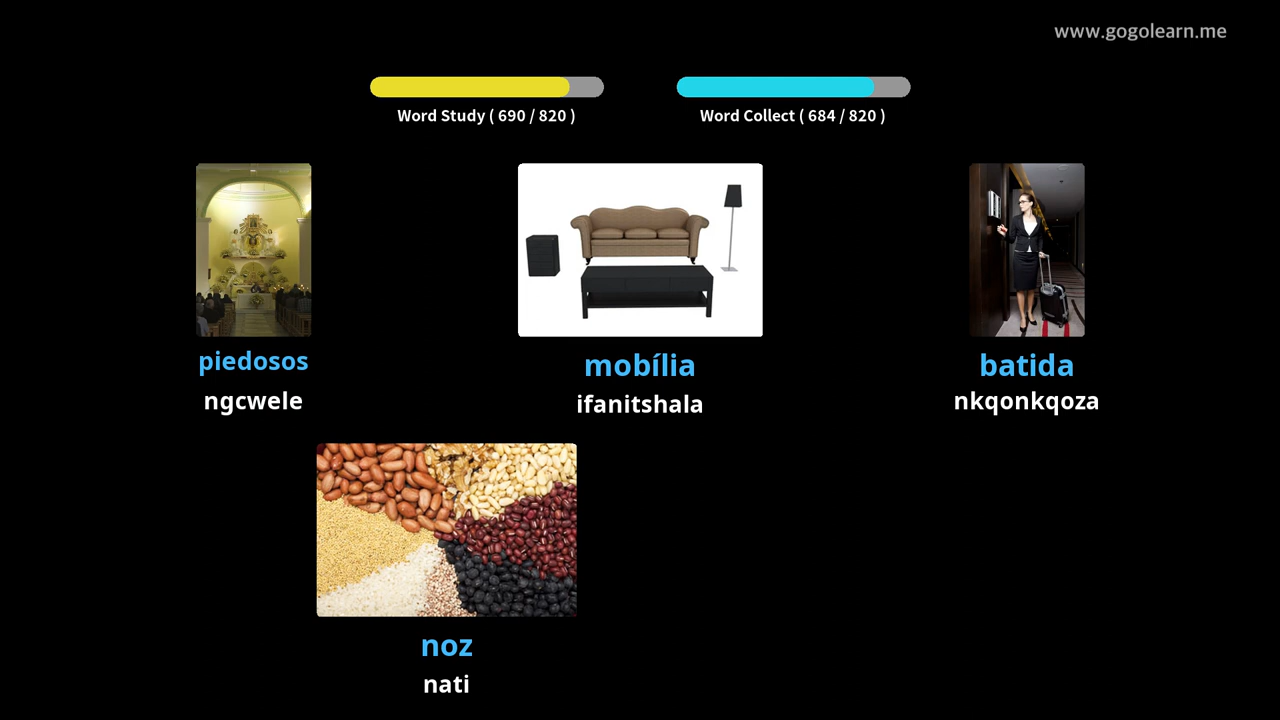 www.gogolearn.me
Word Study ( 690 / 820 )
Word Collect ( 684 / 820 )
piedosos
ngcwele
mobília
ifanitshala
batida
nkqonkqoza
noz
nati